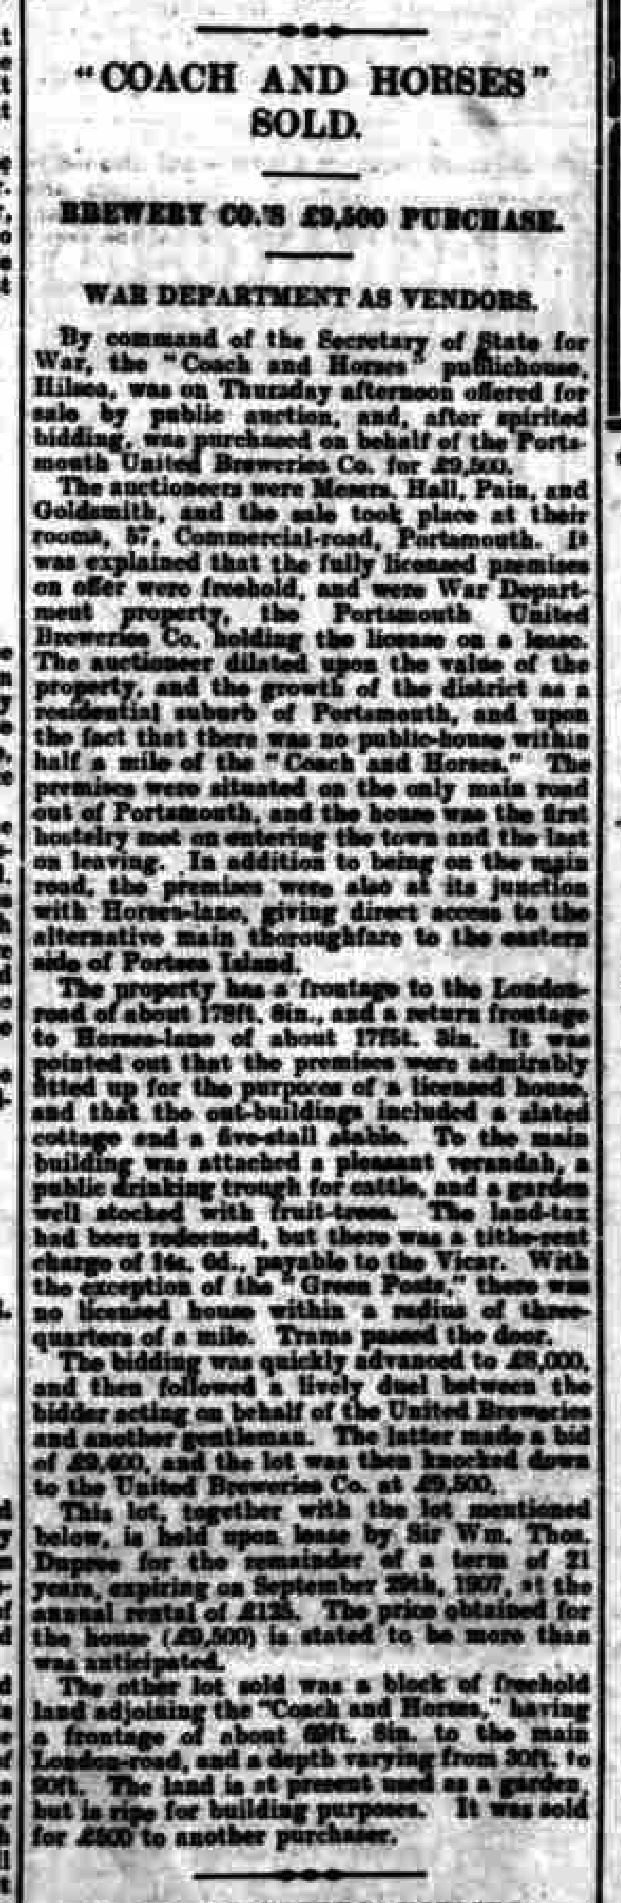 "COACH AND HORSES"
SOLD.
BREWERY CO.'S £9,500 PURCHASE.
WAR DEPARTMENT AS VENDORS.
By command of the Secretary of State for
War, the "Coach and Horses" publichouse,
Hilsea, was on Thursday afternoon offered for
sale by public auction, and, after spirited
bidding, was purchased on behalf of the Ports-
mouth United Breweries Co. for £9,500.
The auctioneers were Messrs. Hall, Pain, and
Goldsmith, and the sale took place at their
rooms, 57, Commercial-road, Portsmouth. It
was explained that the fully licensed premises
on offer were freehold, and were War Depart-
ment property, the Portsmouth United
Breweries Co. holding the license on a lease.
The auctioneer dilated upon the value of the
property, and the growth of the district as a
residential suburb of Portsmouth, and upon
the fact that there was no public-house within
half a mile of the "Coach and Horses." The
premises were situated on the only main road
out of Portsmouth, and the house was the first
hostelry met on entering the town and the last
on leaving. In addition to being on the main
road, the premises were also at its junction
with Horsea-lane, giving direct access to the
alternative main thoroughfare to the eastern
side of Portsea Island.
The property has a frontage to the London-
road of about 178ft. 6in., and a return frontage
to Horsea-lane of about 175t. 3in. It was
pointed out that the premises were admirably
fitted up for the purposes of a licensed house,
and that the out-buildings included a slated
cottage and a five-stall stable. To the main
building was attached a pleasant verandah, a
public drinking trough for cattle, and a garden
well stocked with fruit-trees. The land-tax
had been redeemed, but there was a tithe-rent
charge of 14s. 6d., payable to the Vicar. With
the exception of the "Green Posts," there was
no licensed house within a radius of three-
quarters of a mile. Trams passed the door.
The bidding was quickly advanced to £8,000,
and then followed a lively duel between the
bidder acting on behalf of the United Breweries
and another gentleman. The latter made a bid
of £9,400, and the lot was then knocked down
to the United Breweries Co. at £9,500.
This lot, together with the lot mentioned
below, is held upon lease by Sir Wm. Thos.
Dupree for the remainder of a term of 21
years, expiring on September 29th, 1907, at the
annual rental of £125. The price obtained for
the house (£9,500) is stated to be more than
was anticipated.
The other lot sold was a block of freehold
land adjoining the "Coach and Horses," having
a frontage of about 69ft. 6in. to the main
London-road, and a depth varying from 30ft. to
90ft. The land is at present used as a garden,
but is ripe for building purposes. It was sold
for £500 to another purchaser.